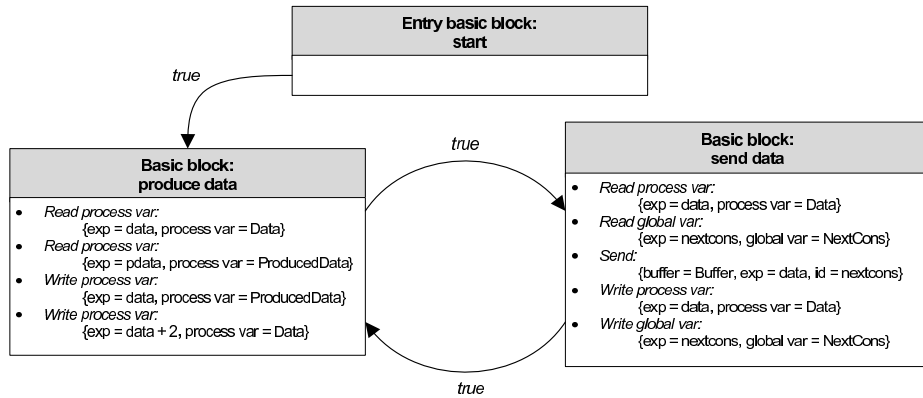 Entry basic block:
start
true
true
Basic block:
produce data
• Read process var:
{exp = data, process var = Data}
• Read process var:
{exp = pdata, process var = ProducedData}
• Write process var:
{exp = data, process var = ProducedData}
• Write process var:
{exp = data + 2, process var = Data}
Basic block:
send data
• Read process var:
{exp = data, process var = Data}
• Read global var:
{exp = nextcons, global var = NextCons}
• Send:
{buffer = Buffer, exp = data, id = nextcons}
• Write process var:
{exp = data, process var = Data}
• Write global var:
{exp = nextcons, global var = NextCons}
true